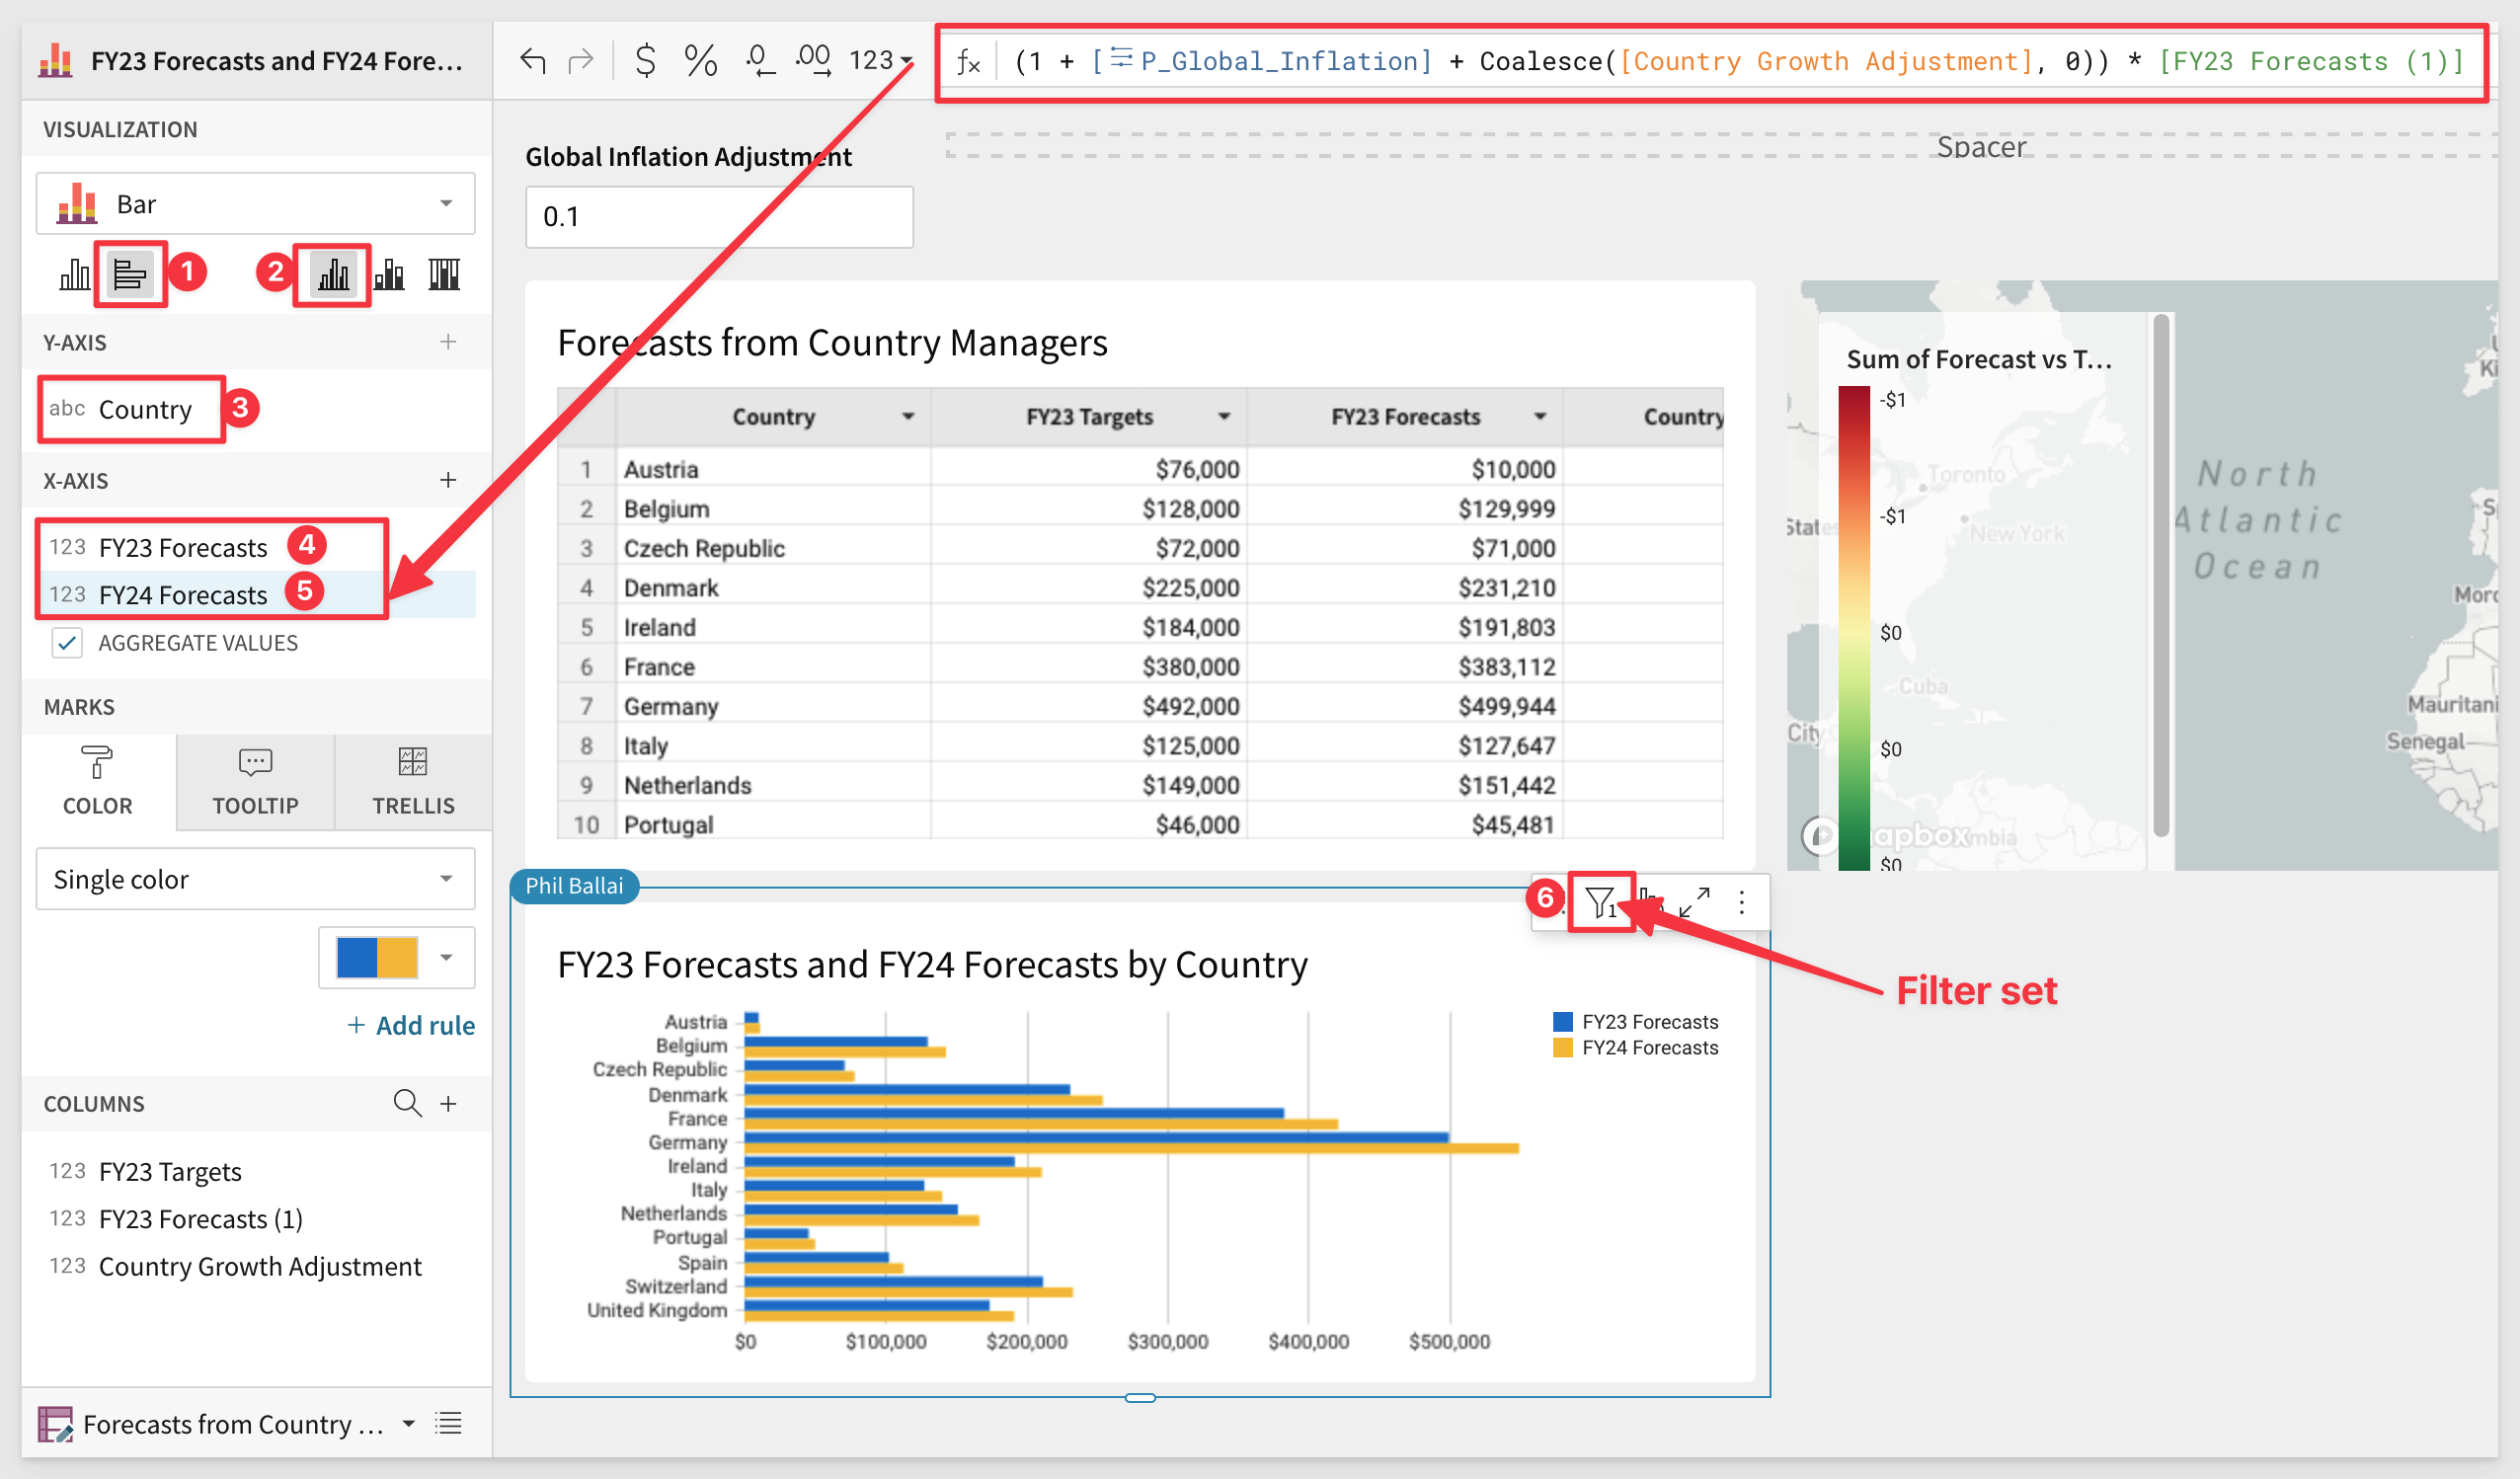 FY23 Forecasts and FY24 Fore...
$ % .0 .00 123
fx (1 + [P_Global_Inflation] + Coalesce([Country Growth Adjustment], 0)) * [FY23 Forecasts (1)]
VISUALIZATION
Bar
1
2
Y-AXIS
abc Country 3
X-AXIS
123 FY23 Forecasts 4
123 FY24 Forecasts 5
AGGREGATE VALUES
MARKS
COLOR
TOOLTIP
TRELLIS
Single color
Add rule
COLUMNS
123 FY23 Targets
123 FY23 Forecasts (1)
123 Country Growth Adjustment
Forecasts from Country ...
Global Inflation Adjustment
0.1
Spacer
Forecasts from Country Managers
Country FY23 Targets FY23 Forecasts Country
1 Austria $76,000 $10,000
2 Belgium $128,000 $129,999
3 Czech Republic $72,000 $71,000
4 Denmark $225,000 $231,210
5 Ireland $184,000 $191,803
6 France $380,000 $383,112
7 Germany $492,000 $499,944
8 Italy $125,000 $127,647
9 Netherlands $149,000 $151,442
10 Portugal $46,000 $45,481
Sum of Forecast vs T...
-$1
-$1
$0
$0
$0
Toronto
New York
States
Cuba
City
mapbox
North
Atlantic
Ocean
Senegal
Phil Ballai
6
1
Filter set
FY23 Forecasts and FY24 Forecasts by Country
FY23 Forecasts
FY24 Forecasts
Austria
Belgium
Czech Republic
Denmark
France
Germany
Ireland
Italy
Netherlands
Portugal
Spain
Switzerland
United Kingdom
$0 $100,000 $200,000 $300,000 $400,000 $500,000